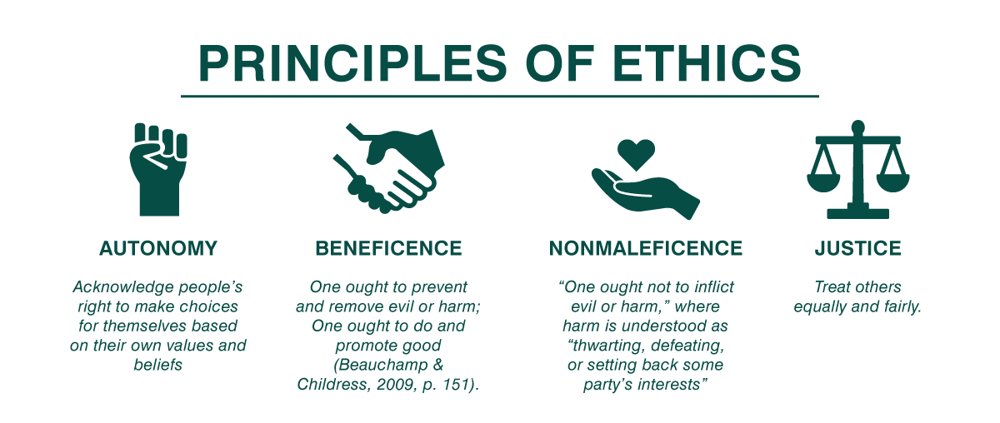 PRINCIPLES OF ETHICS
AUTONOMY
Acknowledge people’s
right to make choices
for themselves based
on their own values and
beliefs
BENEFICENCE
One ought to prevent
and remove evil or harm;
One ought to do and
promote good
(Beauchamp &
Childress, 2009, p. 151).
NONMALEFICENCE
“One ought not to inflict
evil or harm,” where
harm is understood as
“thwarting, defeating,
or setting back some
party’s interests”
JUSTICE
Treat others
equally and fairly.